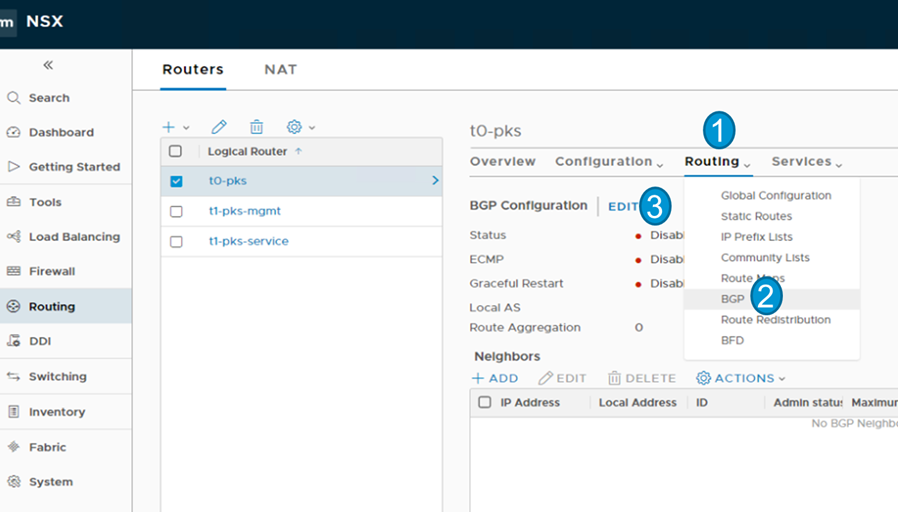 m NSX
Routers NAT
Search
Dashboard
Getting Started
Tools
Load Balancing
Firewall
Routing
DDI
Switching
Inventory
Fabric
System
Logical Router
t0-pks
t1-pks-mgmt
t1-pks-service
t0-pks
1
Overview Configuration Routing Services
BGP Configuration EDIT 3
Status Disabl
ECMP Disabl
Graceful Restart Disabl
Local AS
Route Aggregation 0
Global Configuration
Static Routes
IP Prefix Lists
Community Lists
Route Maps
BGP 2
Route Redistribution
BFD
Neighbors
+ ADD EDIT DELETE ACTIONS
IP Address Local Address ID Admin status Maximum
No BGP Neighbo